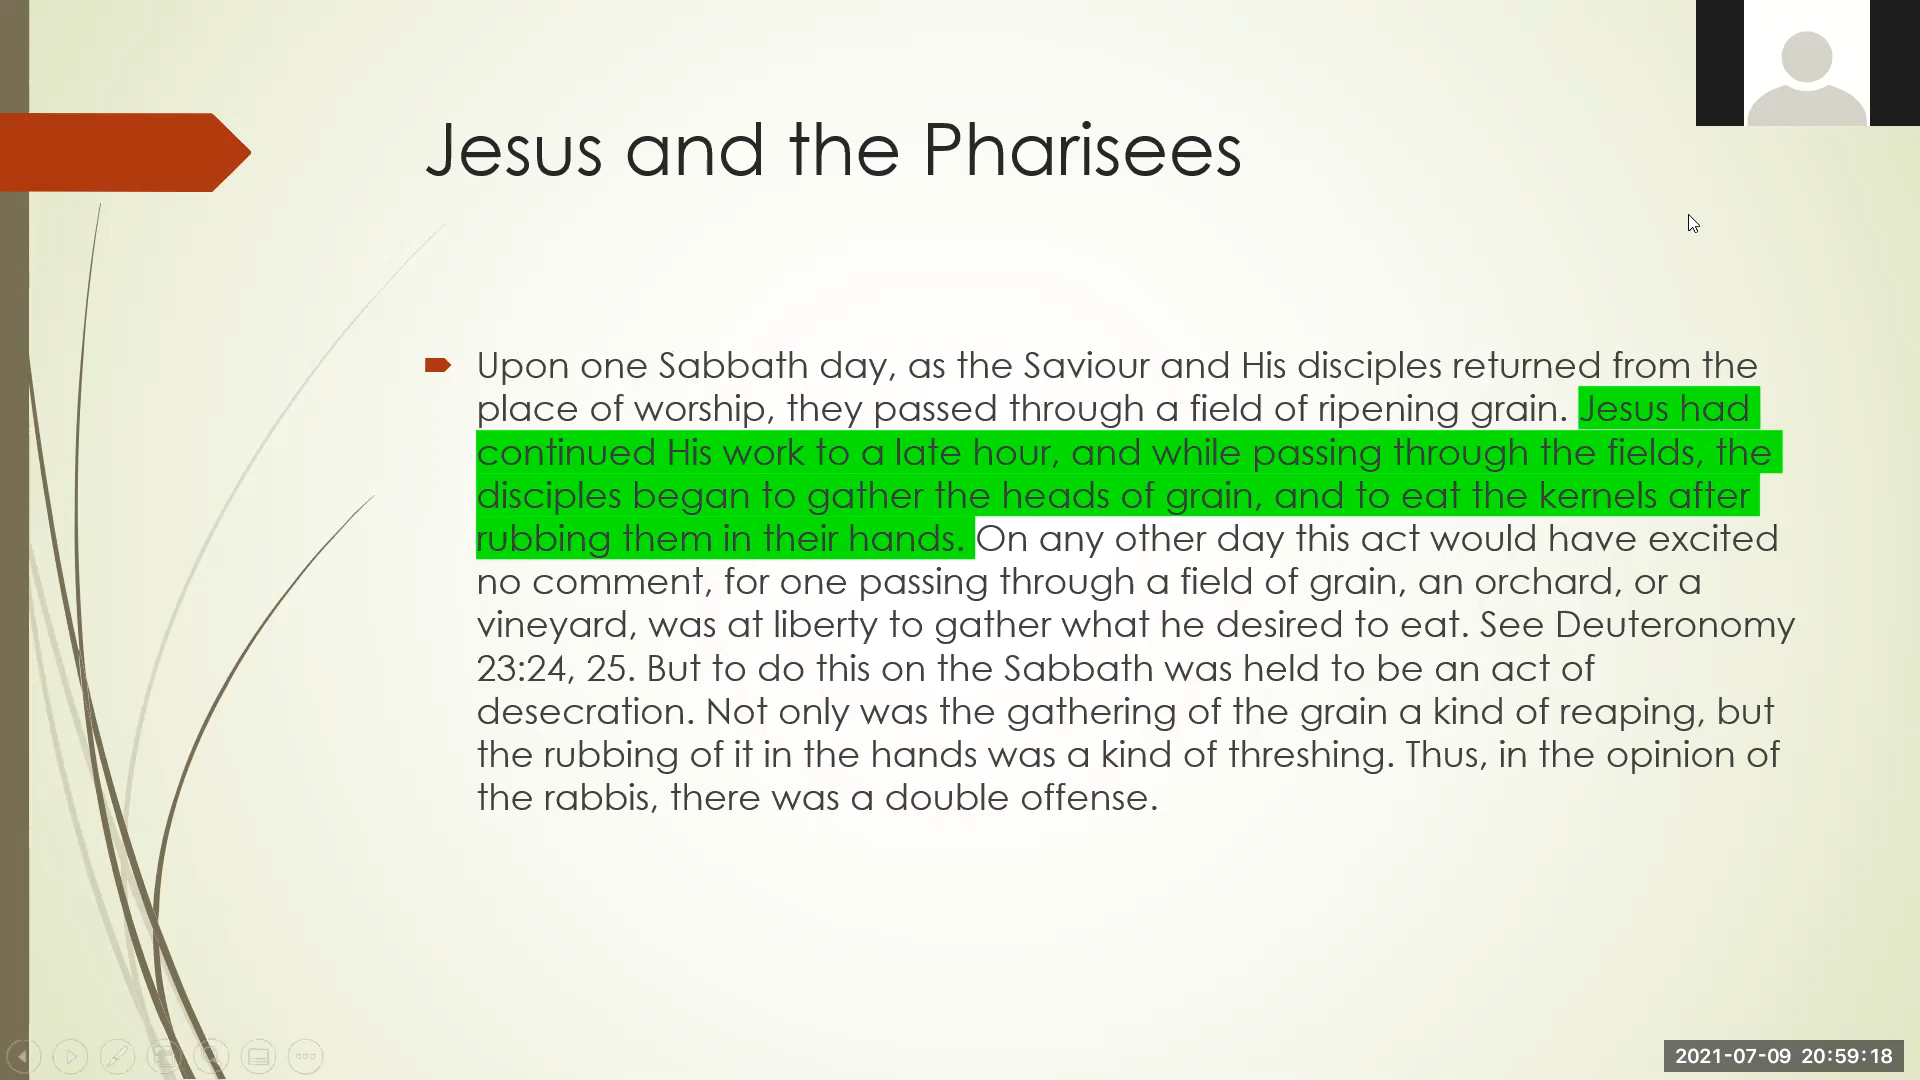 Jesus and the Pharisees
Upon one Sabbath day, as the Saviour and His disciples returned from the
place of worship, they passed through a field of ripening grain. Jesus had
continued His work to a late hour, and while passing through the fields, the
disciples began to gather the heads of grain, and to eat the kernels after
rubbing them in their hands. On any other day this act would have excited
no comment, for one passing through a field of grain, an orchard, or a
vineyard, was at liberty to gather what he desired to eat. See Deuteronomy
23:24, 25. But to do this on the Sabbath was held to be an act of
desecration. Not only was the gathering of the grain a kind of reaping, but
the rubbing of it in the hands was a kind of threshing. Thus, in the opinion of
the rabbis, there was a double offense.
2021-07-09 20:59:18